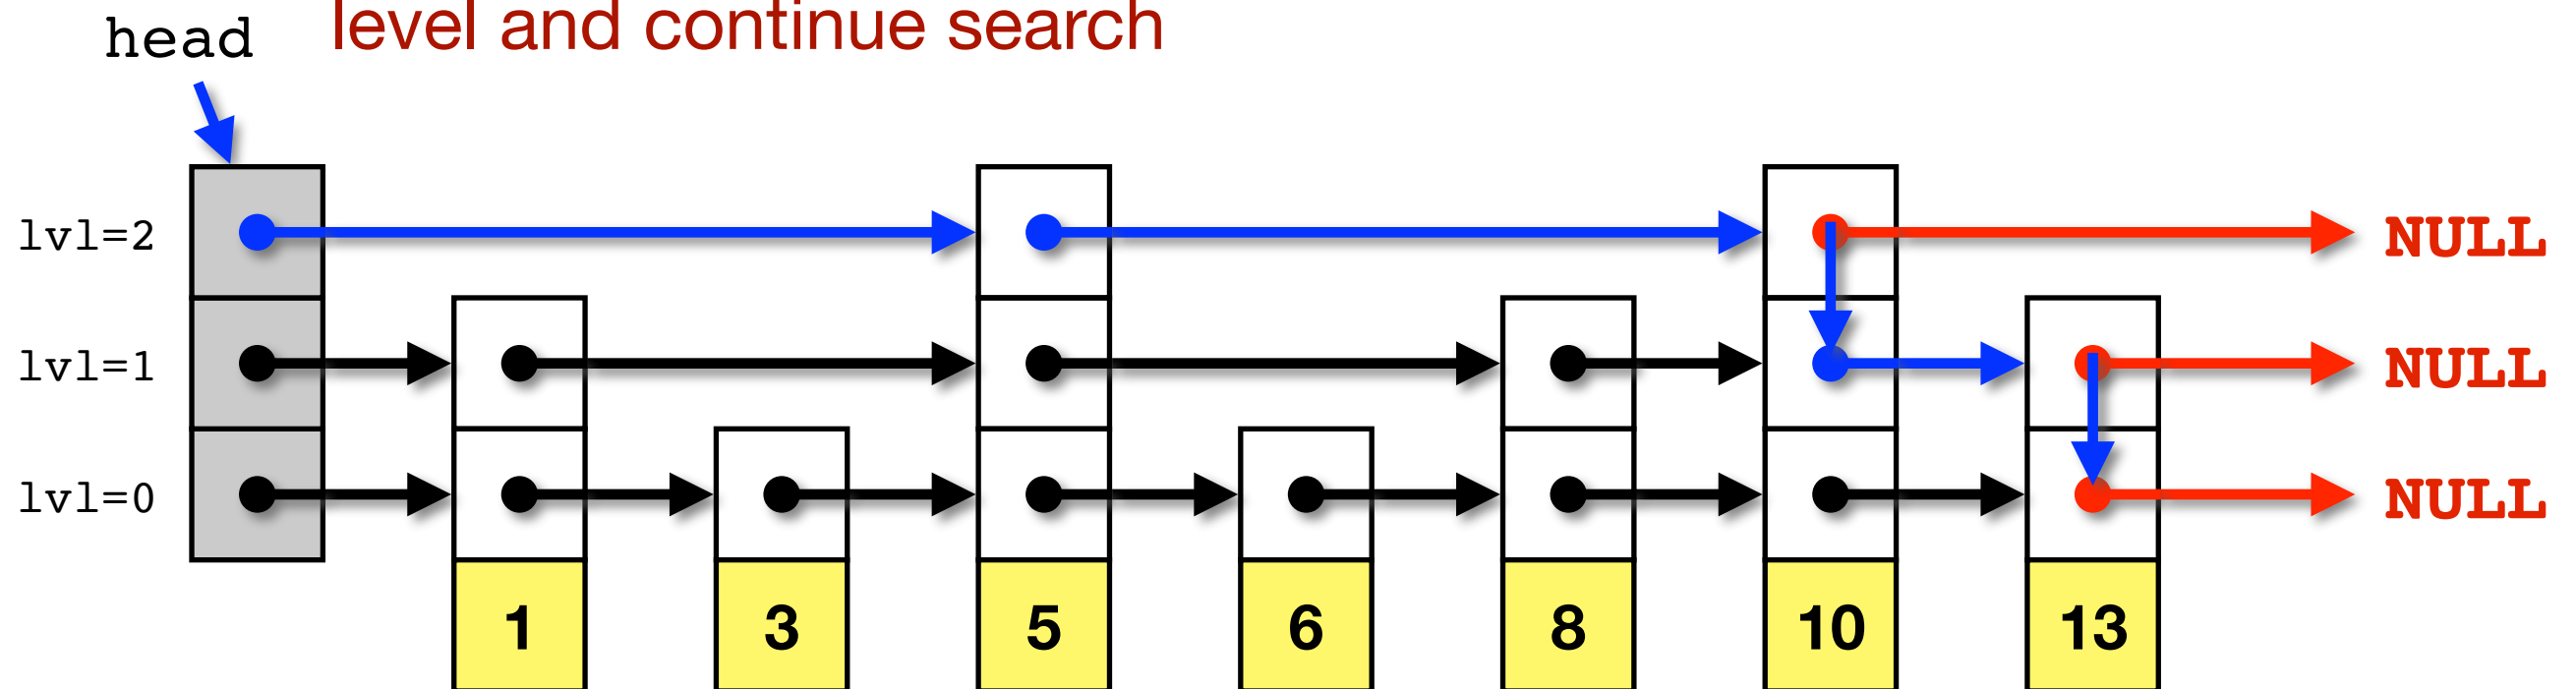 level and continue search
head
lvl=2 NULL
lvl=1 NULL
lvl=0 NULL
1 3 5 6 8 10 13